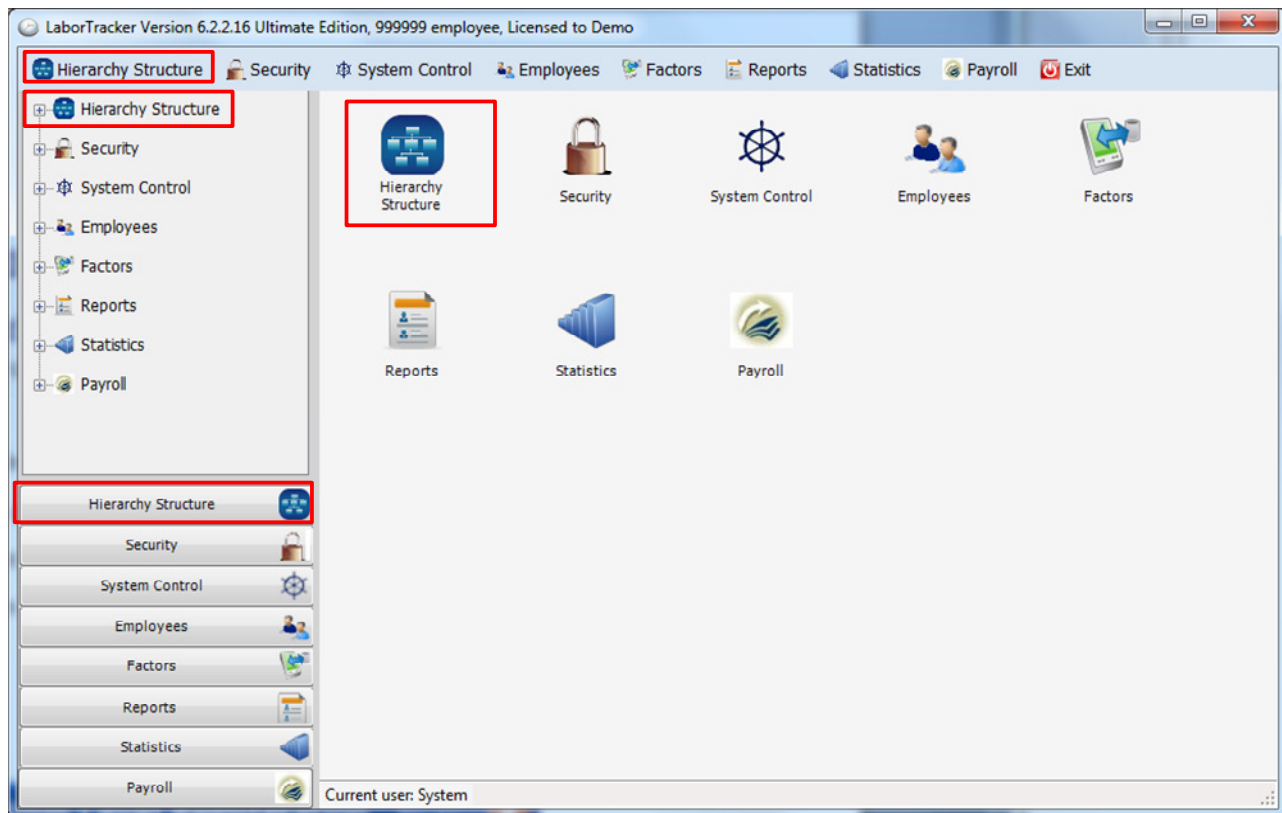 LaborTracker Version 6.2.2.16 Ultimate Edition, 999999 employee, Licensed to Demo
Hierarchy Structure Security System Control Employees Factors Reports Statistics Payroll Exit
Hierarchy Structure
Security
System Control
Employees
Factors
Reports
Statistics
Payroll
Hierarchy
Structure
Security
System Control
Employees
Factors
Reports
Statistics
Payroll
Hierarchy Structure
Security
System Control
Employees
Factors
Reports
Statistics
Payroll
Current user: System